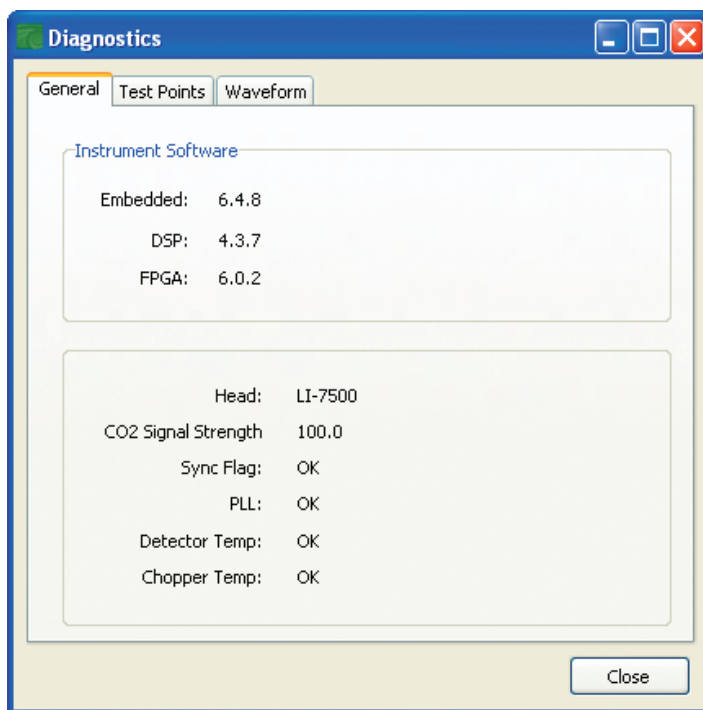 Diagnostics
General Test Points Waveform
Instrument Software
Embedded: 6.4.8
DSP: 4.3.7
FPGA: 6.0.2
Head: LI-7500
CO2 Signal Strength 100.0
Sync Flag: OK
PLL: OK
Detector Temp: OK
Chopper Temp: OK
Close